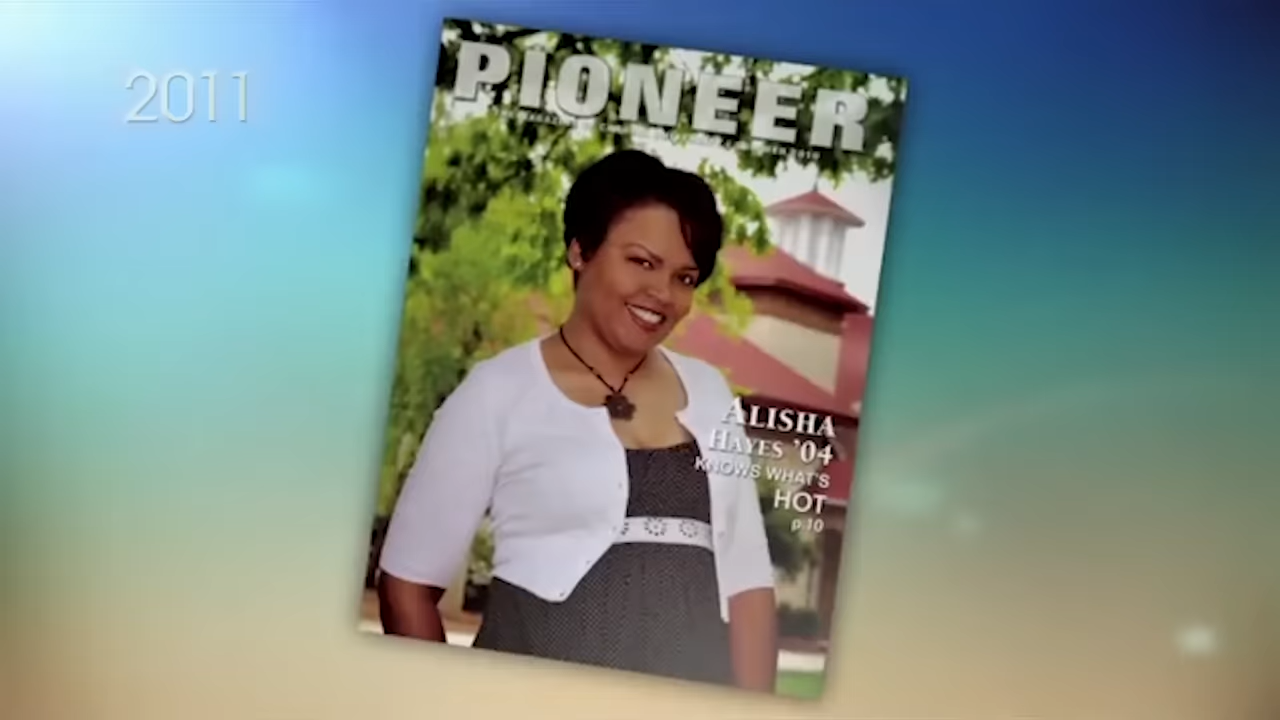 2011
PIONEER
ALISHA
HAYES '04
KNOWS WHAT'S
HOT
p.10